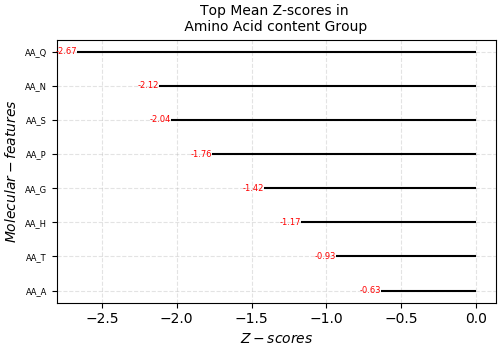 Top Mean Z-scores in
Amino Acid content Group
AA_Q
-2.67
AA_N
-2.12
AA_S
-2.04
AA_P
-1.76
AA_G
-1.42
AA_H
-1.17
AA_T
-0.93
AA_A
-0.63
Molecular − features
−2.5 −2.0 −1.5 −1.0 −0.5 0.0
Z − scores